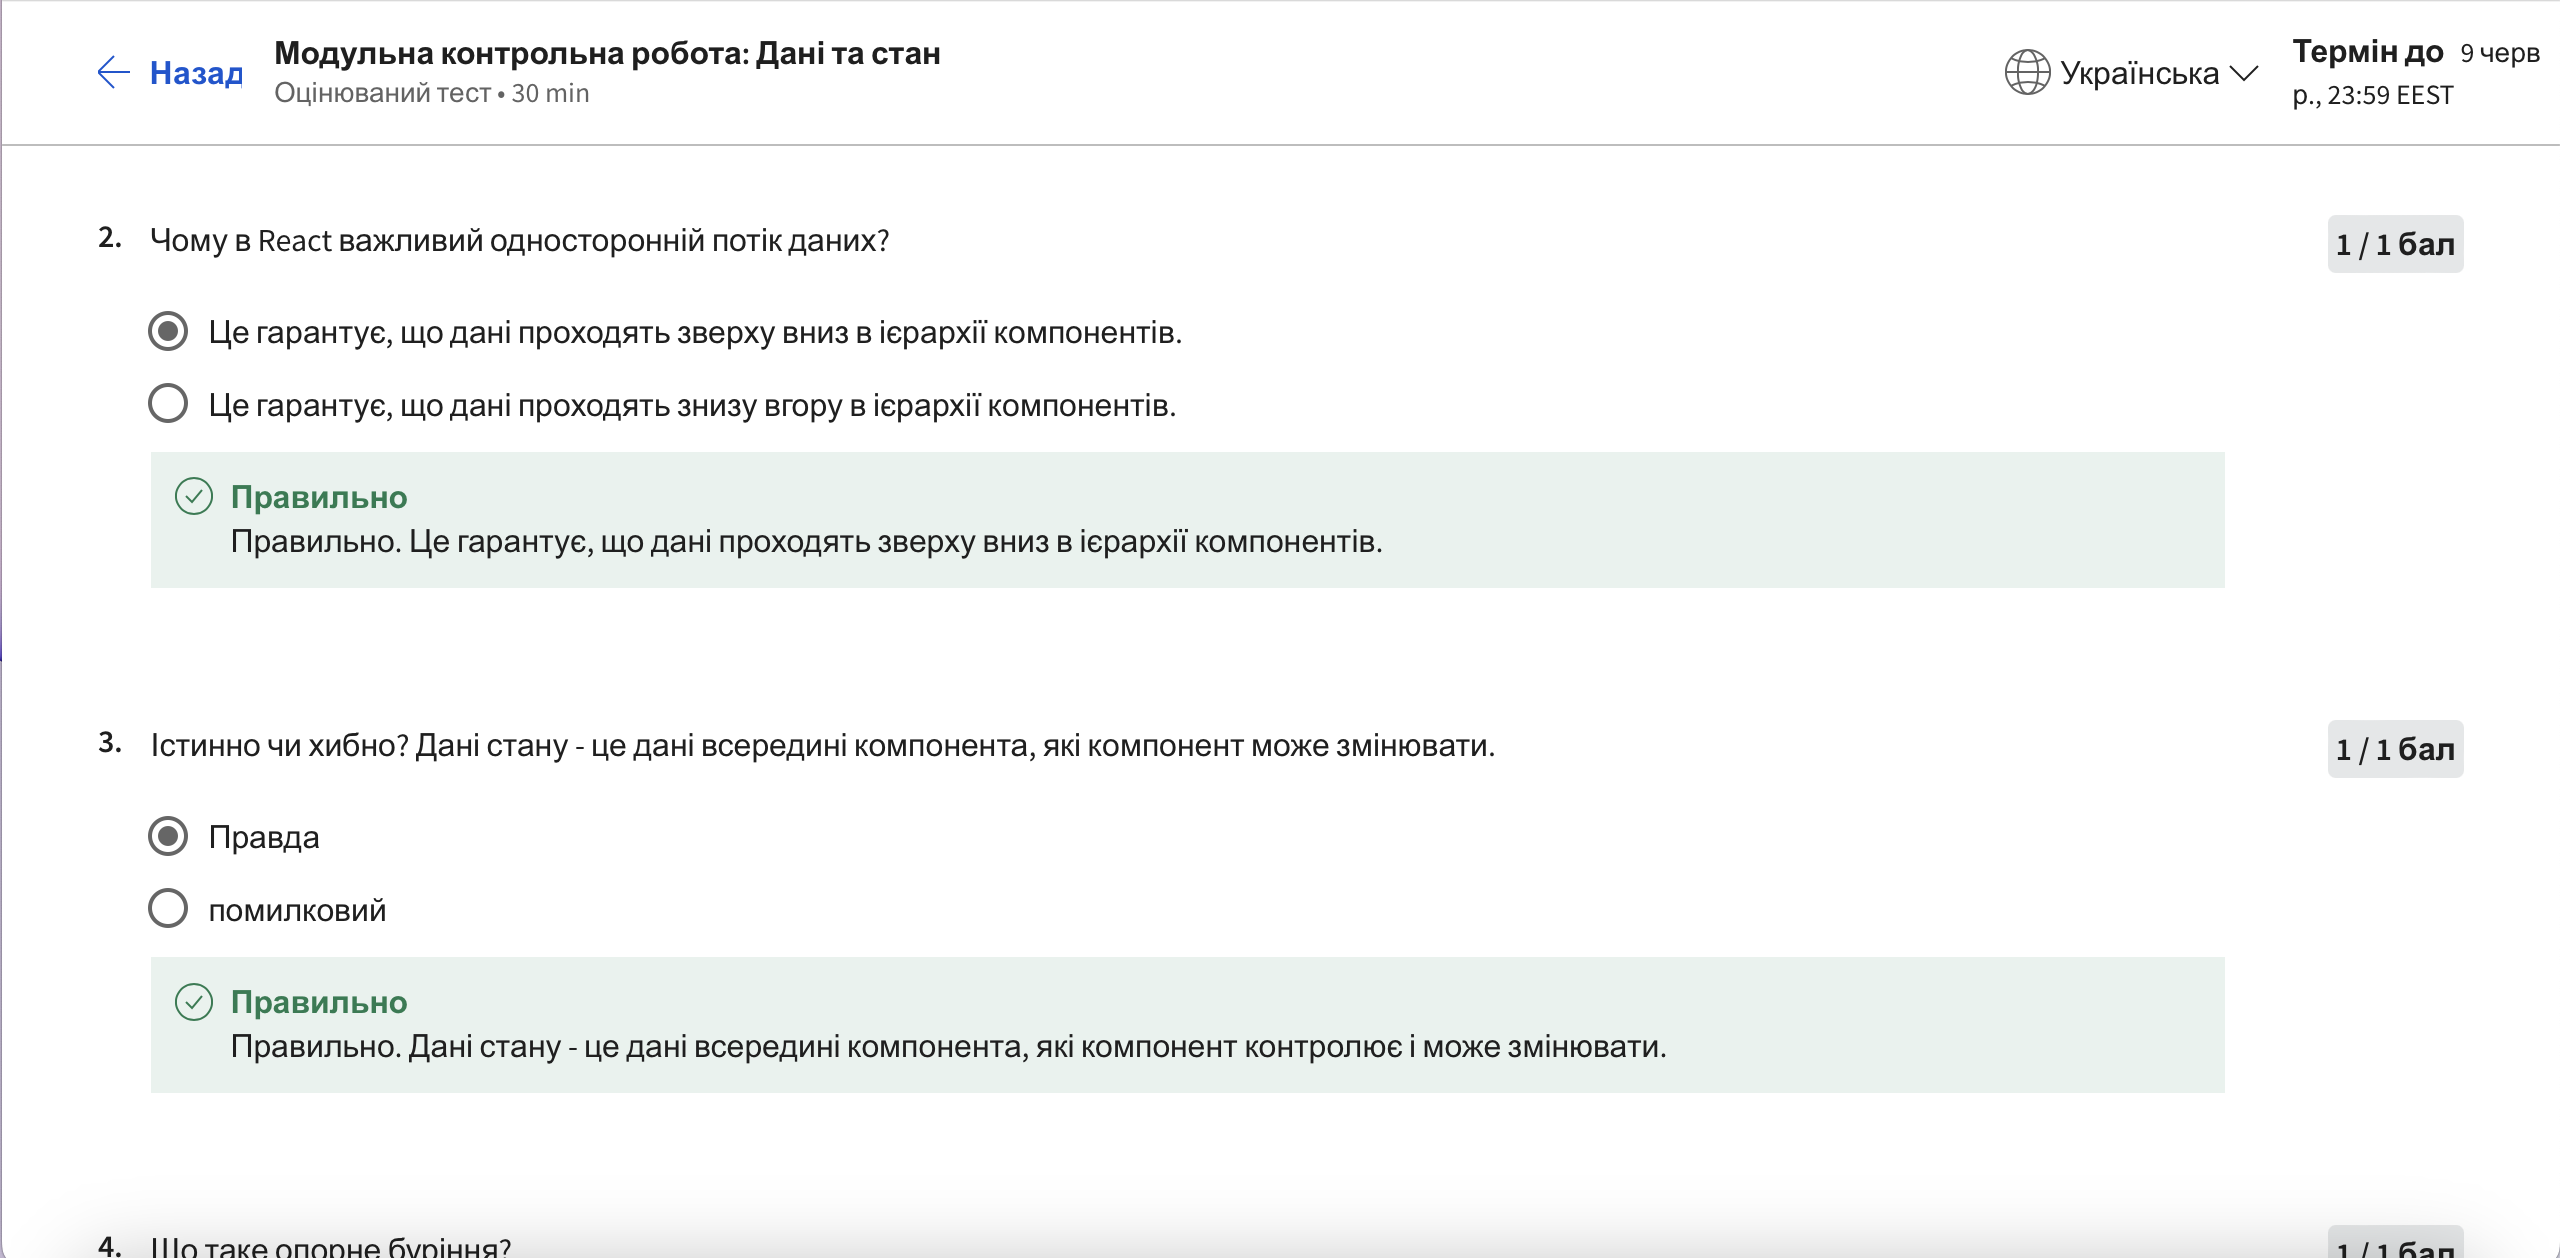 Назад
Модульна контрольна робота: Дані та стан
Оцінюваний тест • 30 min
Українська
Термін до 9 черв
р., 23:59 EEST
2. Чому в React важливий односторонній потік даних?
1 / 1 бал
Це гарантує, що дані проходять зверху вниз в ієрархії компонентів.
Це гарантує, що дані проходять знизу вгору в ієрархії компонентів.
Правильно
Правильно. Це гарантує, що дані проходять зверху вниз в ієрархії компонентів.
3. Істинно чи хибно? Дані стану - це дані всередині компонента, які компонент може змінювати.
1 / 1 бал
Правда
помилковий
Правильно
Правильно. Дані стану - це дані всередині компонента, які компонент контролює і може змінювати.
4. Що таке опорне буріння?
1 / 1 бал